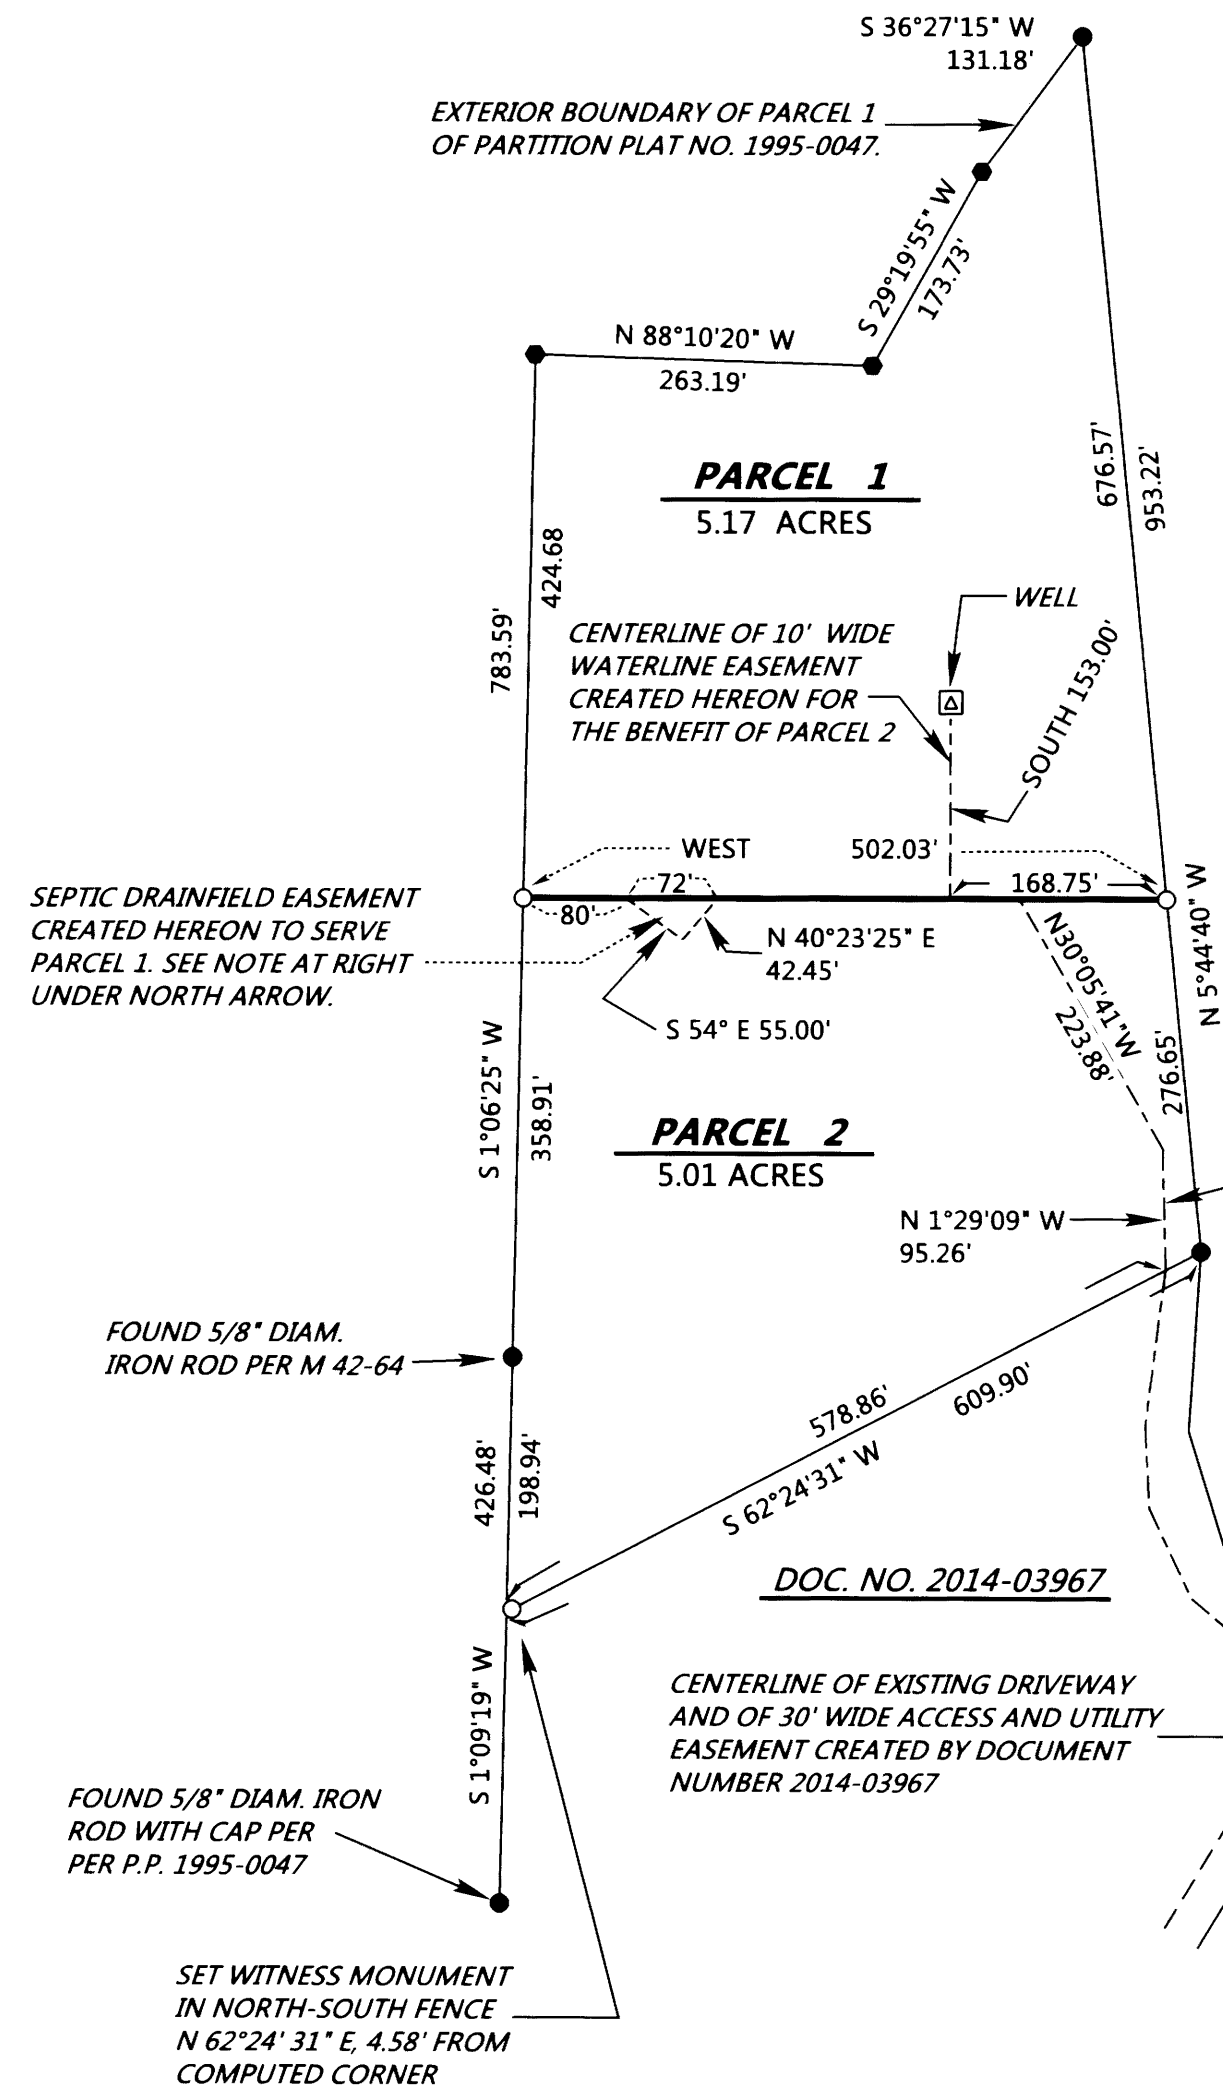 S 36°27'15" W
131.18'
EXTERIOR BOUNDARY OF PARCEL 1
OF PARTITION PLAT NO. 1995-0047.
S 29°19'55" W
173.73'
N 88°10'20" W
263.19'
PARCEL 1
5.17 ACRES
676.57'
953.22'
424.68
783.59'
WELL
CENTERLINE OF 10' WIDE
WATERLINE EASEMENT
CREATED HEREON FOR
THE BENEFIT OF PARCEL 2
SOUTH 153.00'
WEST
502.03'
72'
168.75'
80'
SEPTIC DRAINFIELD EASEMENT
CREATED HEREON TO SERVE
PARCEL 1. SEE NOTE AT RIGHT
UNDER NORTH ARROW.
N 40°23'25" E
42.45'
S 54° E 55.00'
N30°05'41"W
223.88'
N 5°44'40" W
276.65'
S 1°06'25" W
358.91'
PARCEL 2
5.01 ACRES
N 1°29'09" W
95.26'
FOUND 5/8" DIAM.
IRON ROD PER M 42-64
578.86'
609.90'
S 62°24'31" W
426.48'
198.94'
DOC. NO. 2014-03967
S 1°09'19" W
CENTERLINE OF EXISTING DRIVEWAY
AND OF 30' WIDE ACCESS AND UTILITY
EASEMENT CREATED BY DOCUMENT
NUMBER 2014-03967
FOUND 5/8" DIAM. IRON
ROD WITH CAP PER
PER P.P. 1995-0047
SET WITNESS MONUMENT
IN NORTH-SOUTH FENCE
N 62°24' 31" E, 4.58' FROM
COMPUTED CORNER